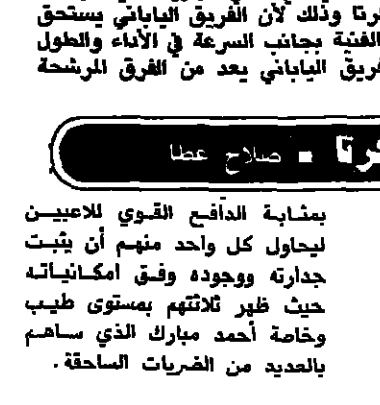 وذلك لأن الفريق الياباني يستحق
الفنية بجانب السرعة في الأداء والطول
الياباني يعد من الفرق المرشحة
صلاح عطا
بمثابة الدافع القوي للاعبين
ليحاول كل واحد منهم أن يثبت
جدارته ووجوده وفق امكانياته
حيث ظهر ثلاثتهم بمستوى طيب
وخاصة أحمد مبارك الذي ساهم
بالعديد من الضربات الساحقة .